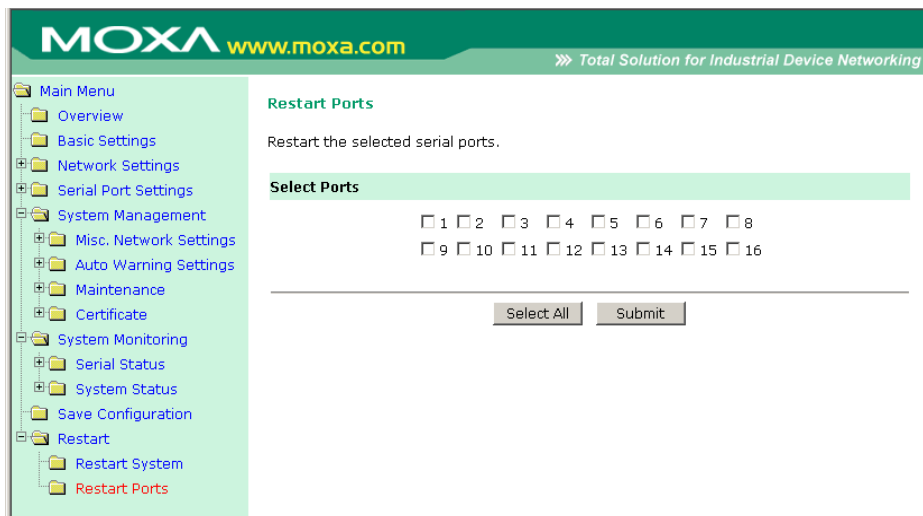 MOXA www.moxa.com
Total Solution for Industrial Device Networking
Main Menu
Overview
Basic Settings
Network Settings
Serial Port Settings
System Management
Misc. Network Settings
Auto Warning Settings
Maintenance
Certificate
System Monitoring
Serial Status
System Status
Save Configuration
Restart
Restart System
Restart Ports
Restart Ports
Restart the selected serial ports.
Select Ports
1 2 3 4 5 6 7 8
9 10 11 12 13 14 15 16
Select All Submit